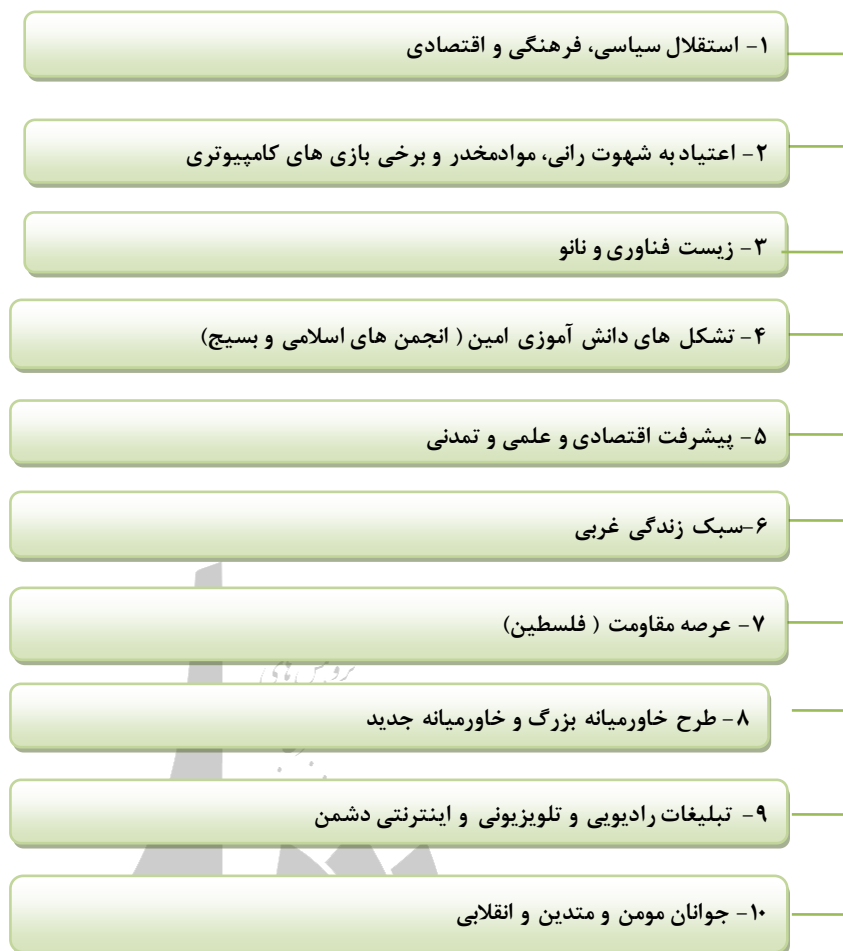 ۱- استقلال سیاسی، فرهنگی و اقتصادی
۲- اعتیاد به شهوت رانی، موادمخدر و برخی بازی های کامپیوتری
۳- زیست فناوری و نانو
۴- تشکل های دانش آموزی امین ( انجمن های اسلامی و بسیج)
۵- پیشرفت اقتصادی و علمی و تمدنی
۶-سبک زندگی غربی
۷- عرصه مقاومت ( فلسطین)
۸- طرح خاورمیانه بزرگ و خاورمیانه جدید
۹- تبلیغات رادیویی و تلویزیونی و اینترنتی دشمن
۱۰- جوانان مومن و متدین و انقلابی